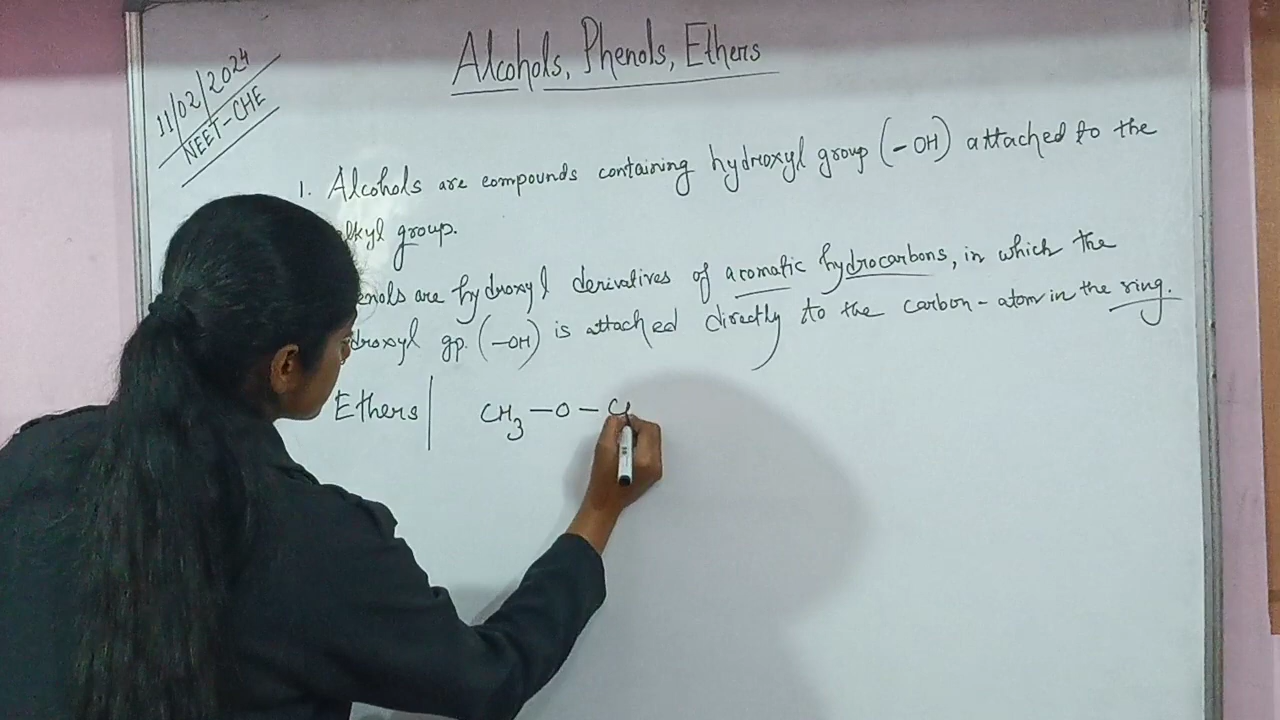 Alcohols, Phenols, Ethers
11/02/2024
NEET-CHE
1. Alcohols are compounds containing hydroxyl group (-OH) attached to the
alkyl group.
enols are hydroxyl derivatives of aromatic hydrocarbons, in which the
droxyl gp. (-OH) is attached directly to the carbon-atom in the ring.
Ethers | CH3-O-C